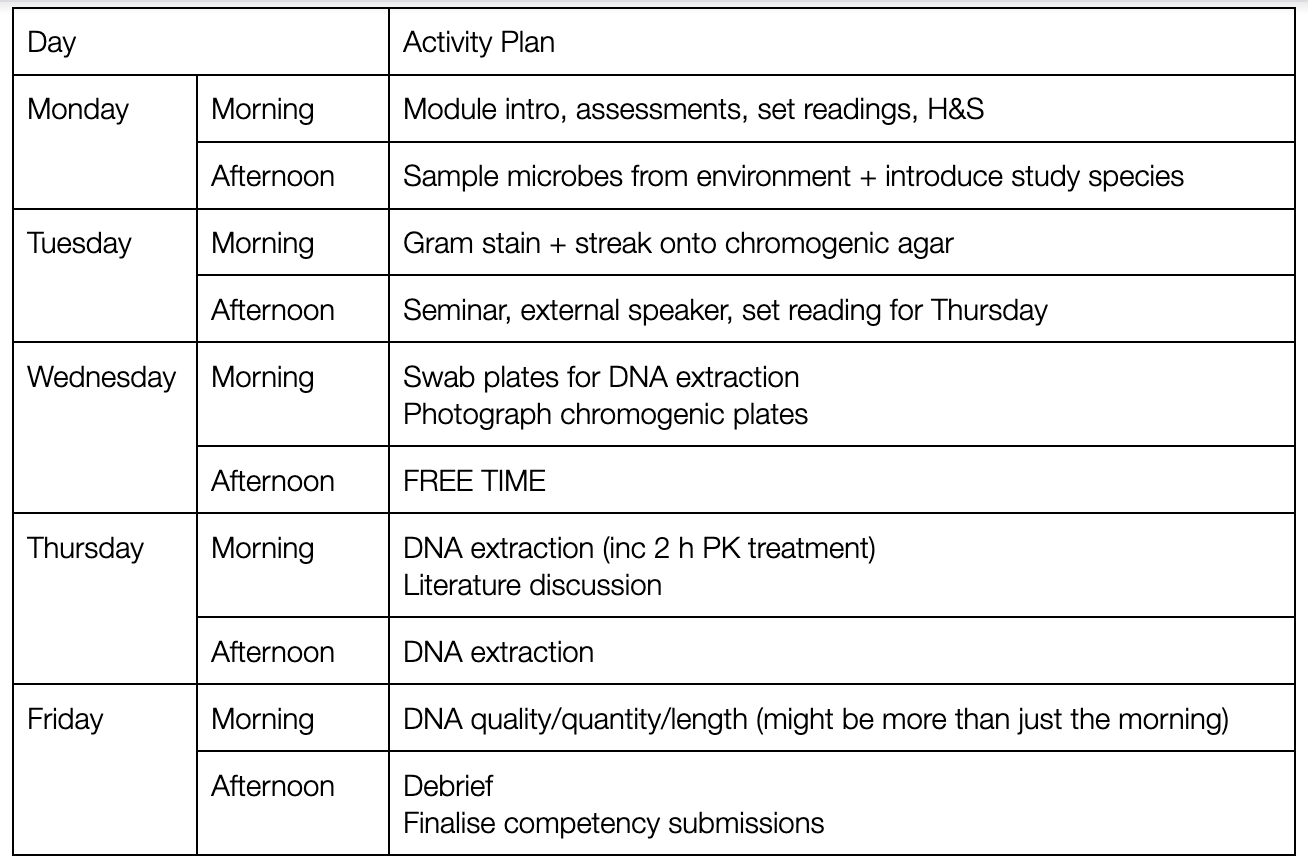 Day Activity Plan
Monday Morning Module intro, assessments, set readings, H&S
Afternoon Sample microbes from environment + introduce study species
Tuesday Morning Gram stain + streak onto chromogenic agar
Afternoon Seminar, external speaker, set reading for Thursday
Wednesday Morning Swab plates for DNA extraction
Photograph chromogenic plates
Afternoon FREE TIME
Thursday Morning DNA extraction (inc 2 h PK treatment)
Literature discussion
Afternoon DNA extraction
Friday Morning DNA quality/quantity/length (might be more than just the morning)
Afternoon Debrief
Finalise competency submissions